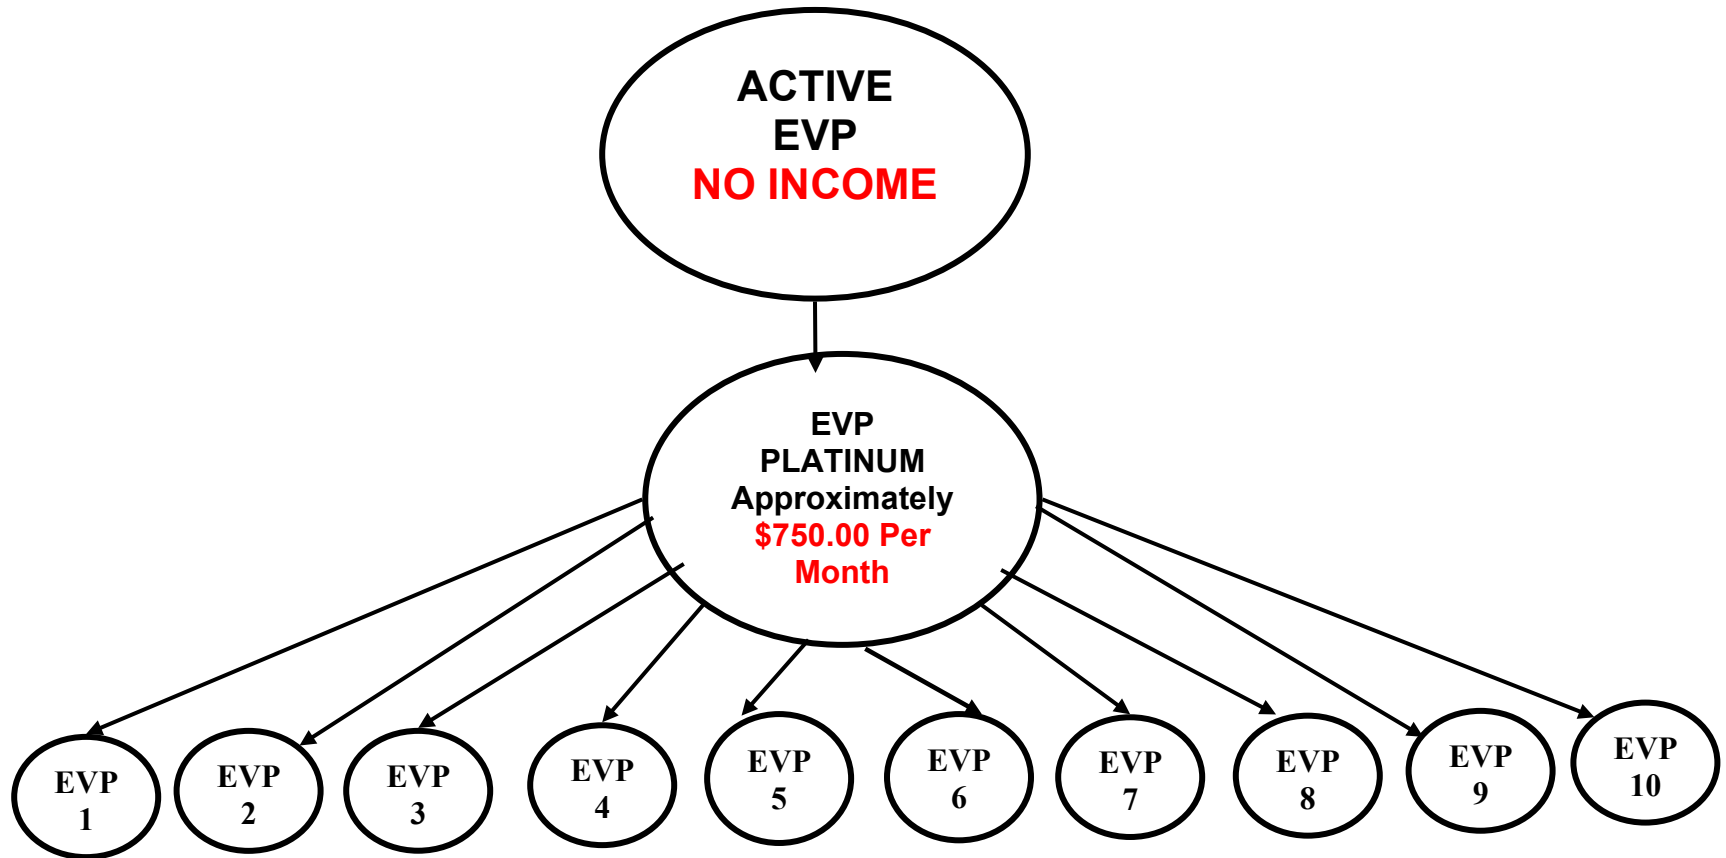 ACTIVE
EVP
NO INCOME
EVP
PLATINUM
Approximately
$750.00 Per
Month
EVP
1
EVP
2
EVP
3
EVP
4
EVP
5
EVP
6
EVP
7
EVP
8
EVP
9
EVP
10